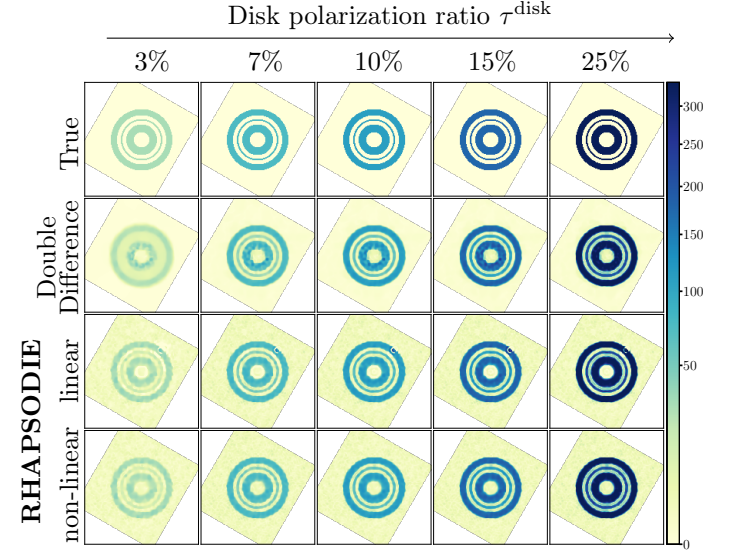 Disk polarization ratio τ^disk
3% 7% 10% 15% 25%
True
Double
Difference
RHAPSODIE
linear
non-linear
300
250
200
150
100
50
0